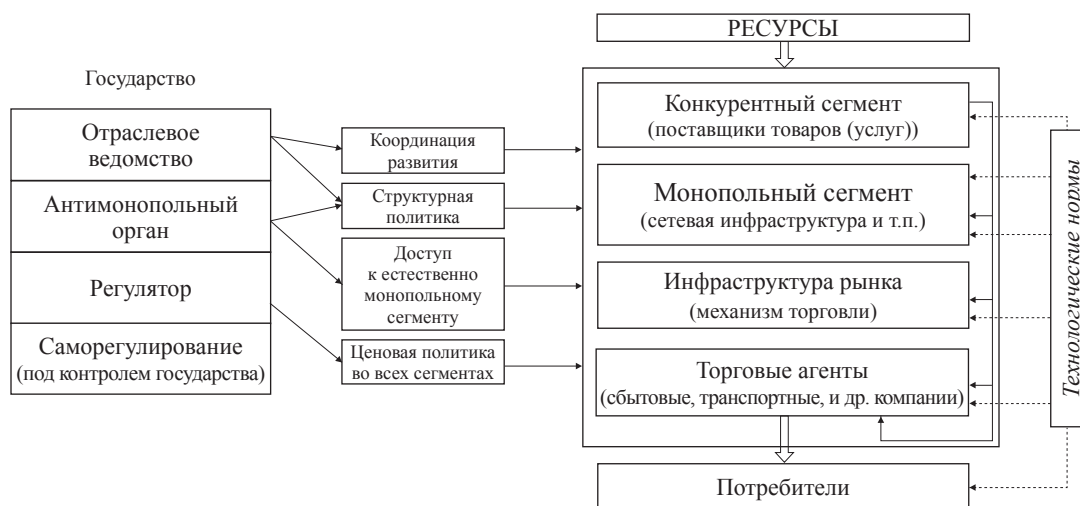 РЕСУРСЫ
Государство
Отраслевое
ведомство
Антимонопольный
орган
Регулятор
Саморегулирование
(под контролем государства)
Координация
развития
Структурная
политика
Доступ
к естественно
монопольному
сегменту
Ценовая политика
во всех сегментах
Конкурентный сегмент
(поставщики товаров (услуг))
Монопольный сегмент
(сетевая инфраструктура и т.п.)
Инфраструктура рынка
(механизм торговли)
Торговые агенты
(сбытовые, транспортные, и др. компании)
Потребители
Технологические нормы